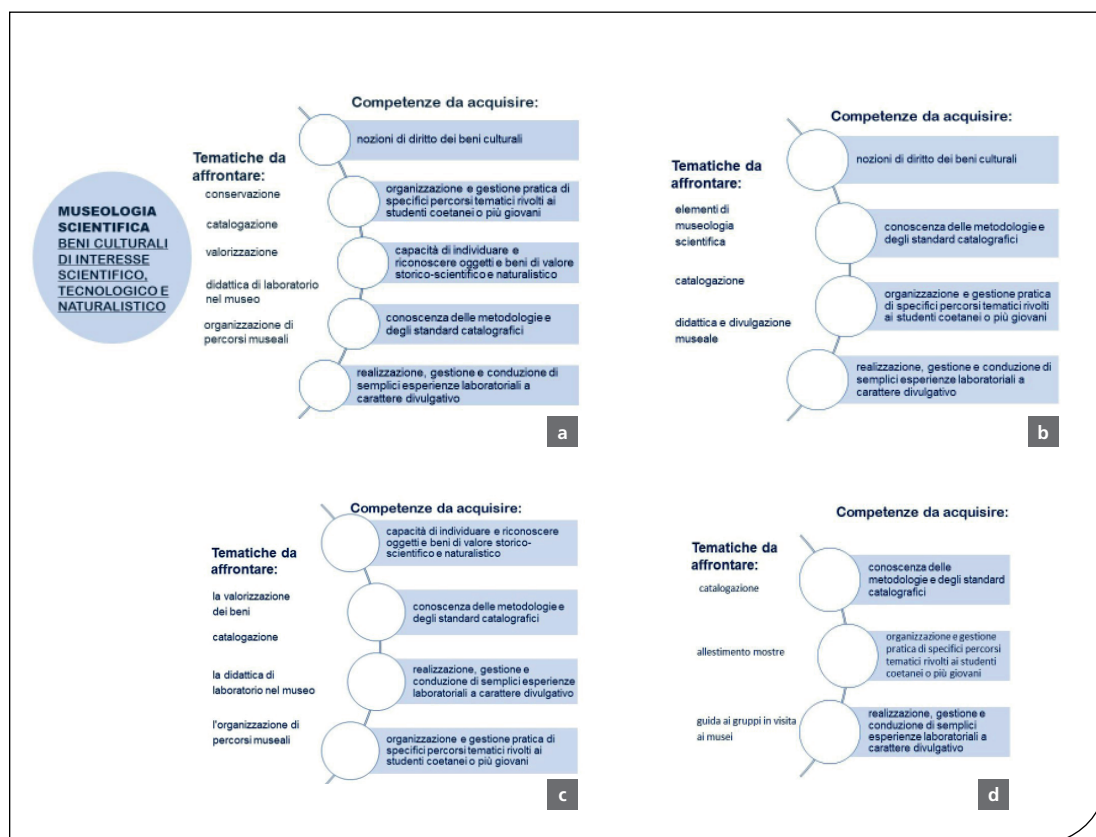 MUSEOLOGIA
SCIENTIFICA
BENI CULTURALI
DI INTERESSE
SCIENTIFICO,
TECNOLOGICO E
NATURALISTICO
Tematiche da
affrontare:
conservazione
catalogazione
valorizzazione
didattica di laboratorio
nel museo
organizzazione di
percorsi museali
Competenze da acquisire:
nozioni di diritto dei beni culturali
organizzazione e gestione pratica di
specifici percorsi tematici rivolti ai
studenti coetanei o più giovani
capacità di individuare e
riconoscere oggetti e beni di valore
storico-scientifico e naturalistico
conoscenza delle metodologie e
degli standard catalografici
realizzazione, gestione e conduzione di
semplici esperienze laboratoriali a
carattere divulgativo
a
Competenze da acquisire:
Tematiche da
affrontare:
elementi di
museologia
scientifica
catalogazione
didattica e divulgazione
museale
nozioni di diritto dei beni culturali
conoscenza delle metodologie e
degli standard catalografici
organizzazione e gestione pratica
di specifici percorsi tematici rivolti
ai studenti coetanei o più giovani
realizzazione, gestione e conduzione di
semplici esperienze laboratoriali a
carattere divulgativo
b
Competenze da acquisire:
Tematiche da
affrontare:
la valorizzazione
dei beni
catalogazione
la didattica di
laboratorio nel museo
l'organizzazione di
percorsi museali
capacità di individuare e riconoscere
oggetti e beni di valore storico-
scientifico e naturalistico
conoscenza delle metodologie e
degli standard catalografici
realizzazione, gestione e
conduzione di semplici esperienze
laboratoriali a carattere divulgativo
organizzazione e gestione pratica di
specifici percorsi tematici rivolti ai
studenti coetanei o più giovani
c
Competenze da acquisire:
Tematiche da
affrontare:
catalogazione
allestimento mostre
guida ai gruppi in visita
ai musei
conoscenza delle
metodologie e degli standard
catalografici
organizzazione e gestione
pratica di specifici percorsi
tematici rivolti ai studenti
coetanei o più giovani
realizzazione, gestione e
conduzione di semplici
esperienze laboratoriali a
carattere divulgativo
d